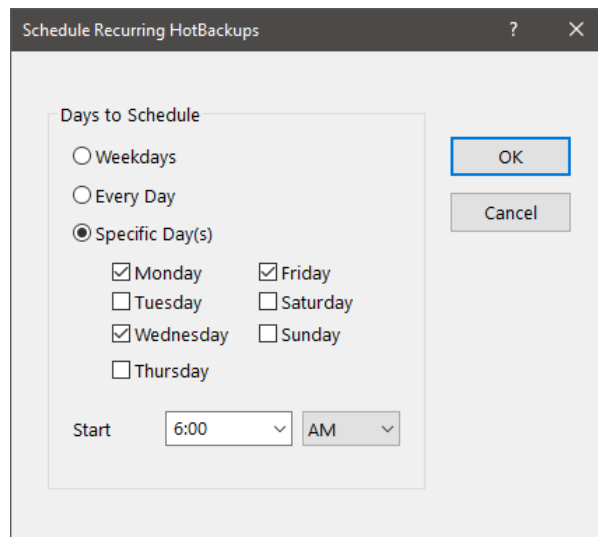 Schedule Recurring HotBackups ?
Days to Schedule
Weekdays
OK
Every Day
Cancel
Specific Day(s)
Monday Friday
Tuesday Saturday
Wednesday Sunday
Thursday
Start 6:00 AM